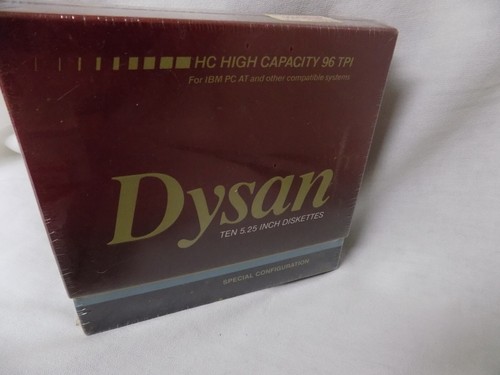 HC HIGH CAPACITY 96 TPI
For IBM PC AT and other compatible systems
Dysan
TEN 5.25 INCH DISKETTES
SPECIAL CONFIGURATION